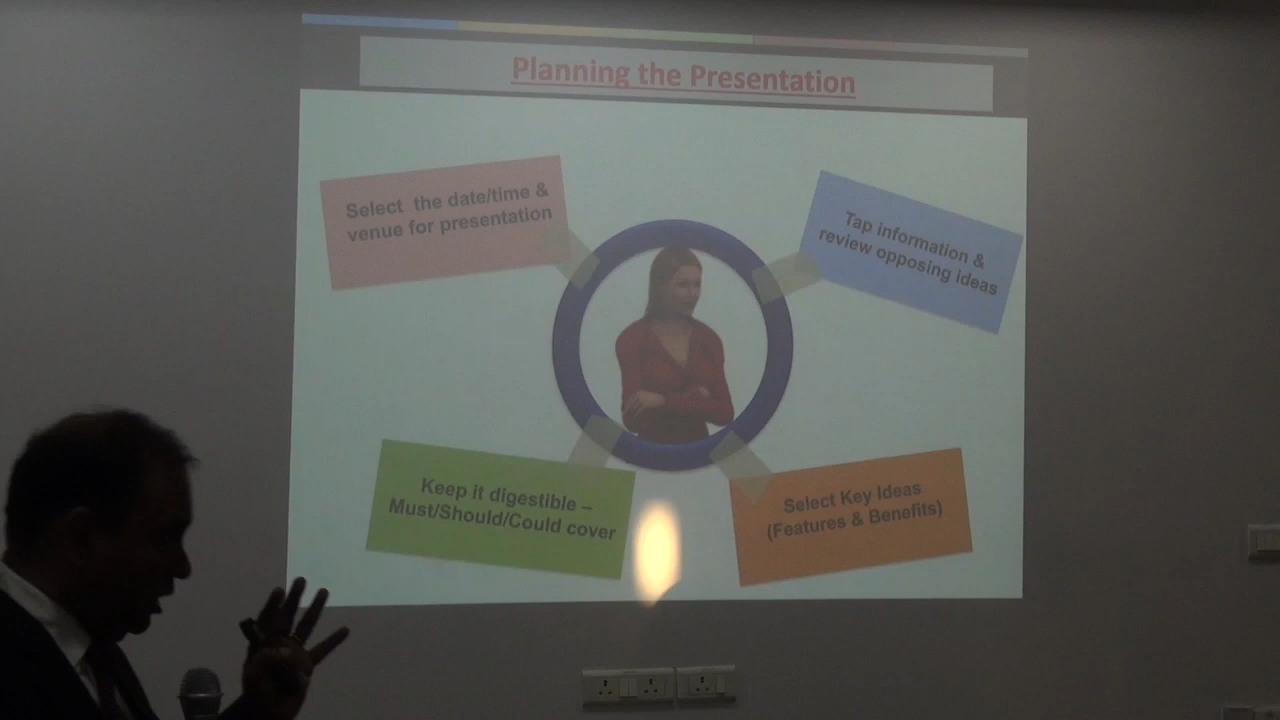 Planning the Presentation
Select the date/time &
venue for presentation
Tap information &
review opposing ideas
Keep it digestible –
Must/Should/Could cover
Select Key Ideas
(Features & Benefits)